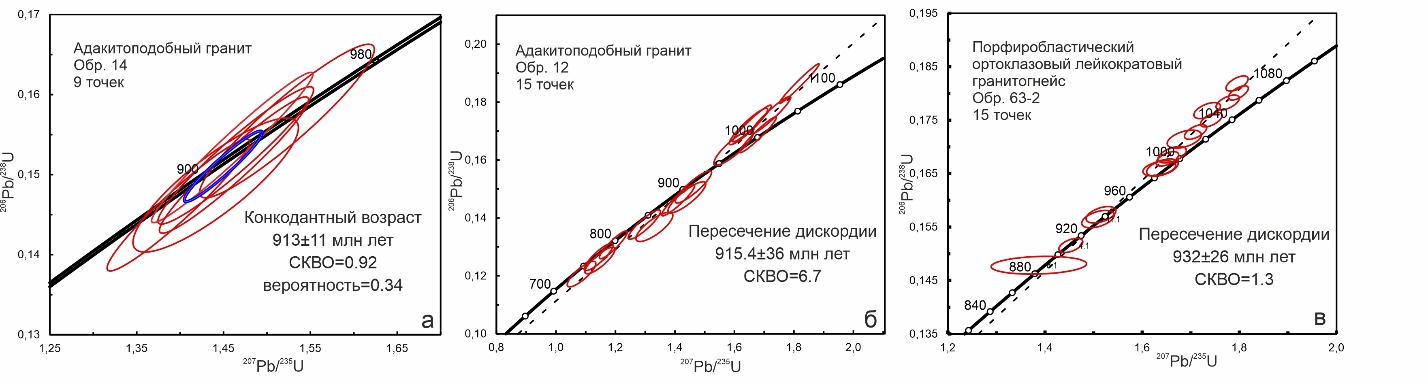 0,17
0,16
0,15
0,14
0,13
1,25
1,35
1,45
1,55
1,65
²⁰⁶Pb/²³⁸U
²⁰⁷Pb/²³⁵U
Адакитоподобный гранит
Обр. 14
9 точек
980
900
Конкодантный возраст
913±11 млн лет
СКВО=0.92
вероятность=0.34
а
0,20
0,18
0,16
0,14
0,12
0,10
0,8
1,0
1,2
1,4
1,6
1,8
2,0
²⁰⁶Pb/²³⁸U
²⁰⁷Pb/²³⁵U
Адакитоподобный гранит
Обр. 12
15 точек
1100
1000
900
800
700
Пересечение дискордии
915.4±36 млн лет
СКВО=6.7
б
0,195
0,185
0,175
0,165
0,155
0,145
0,135
1,2
1,4
1,6
1,8
2,0
²⁰⁶Pb/²³⁸U
²⁰⁷Pb/²³⁵U
Порфиробластический
ортоклазовый лейкократовый
гранитогнейс
Обр. 63-2
15 точек
1080
1040
1000
960
920
880
840
Пересечение дискордии
932±26 млн лет
СКВО=1.3
в